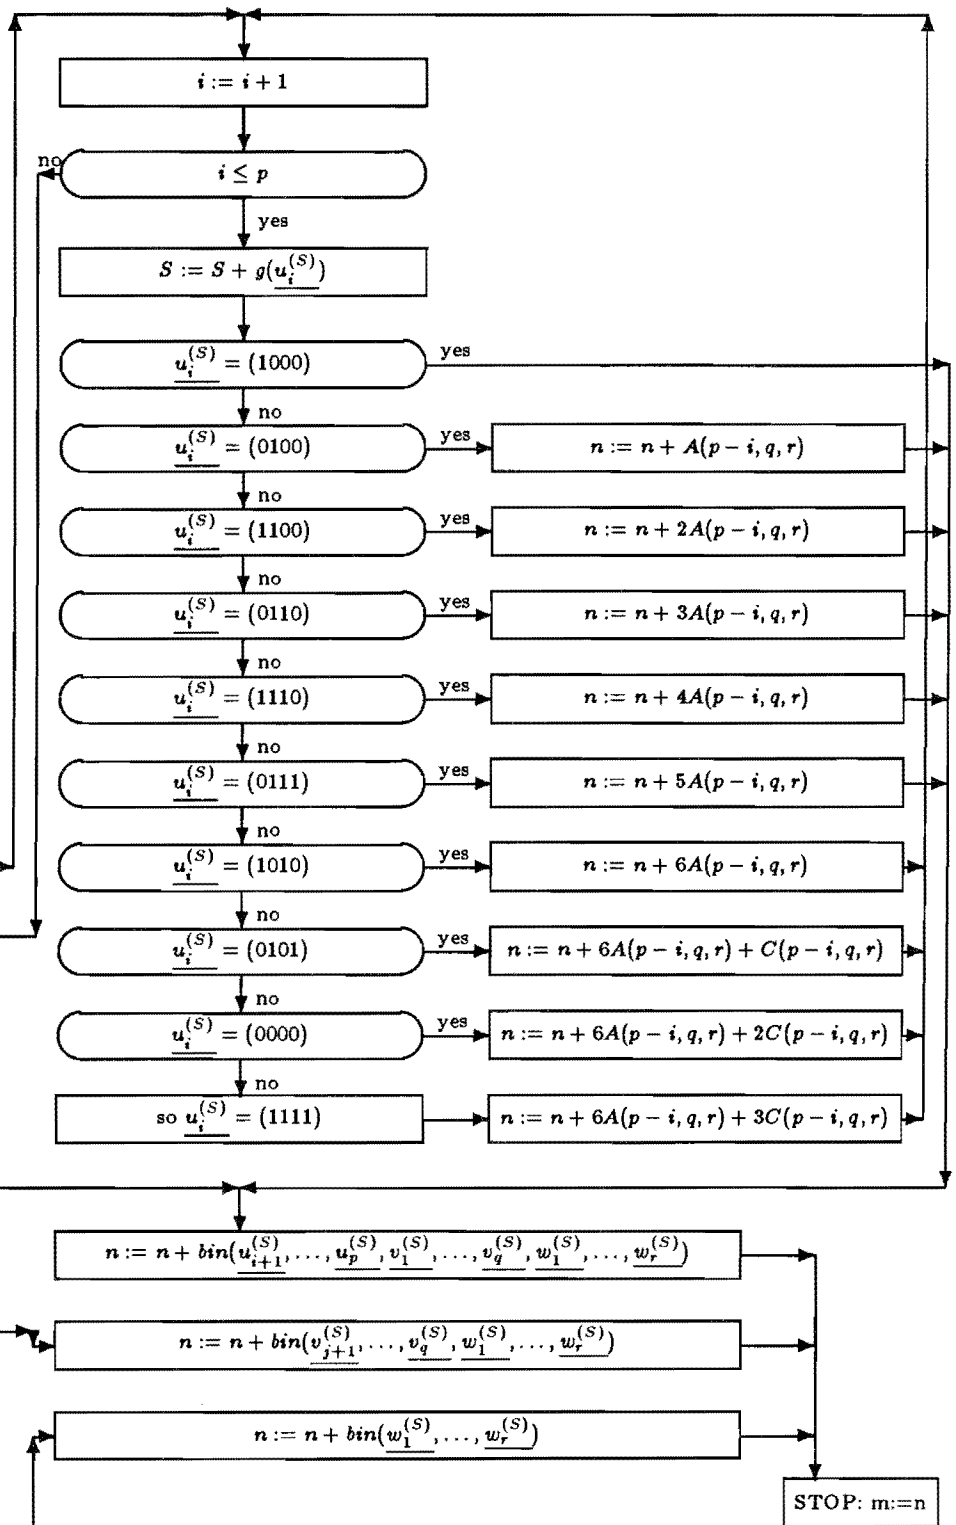 i := i + 1
no
i ≤ p
yes
S := S + g(u_i^(S))
u_i^(S) = (1000)
yes
no
u_i^(S) = (0100)
yes
n := n + A(p − i, q, r)
no
u_i^(S) = (1100)
yes
n := n + 2A(p − i, q, r)
no
u_i^(S) = (0110)
yes
n := n + 3A(p − i, q, r)
no
u_i^(S) = (1110)
yes
n := n + 4A(p − i, q, r)
no
u_i^(S) = (0111)
yes
n := n + 5A(p − i, q, r)
no
u_i^(S) = (1010)
yes
n := n + 6A(p − i, q, r)
no
u_i^(S) = (0101)
yes
n := n + 6A(p − i, q, r) + C(p − i, q, r)
no
u_i^(S) = (0000)
yes
n := n + 6A(p − i, q, r) + 2C(p − i, q, r)
no
so u_i^(S) = (1111)
n := n + 6A(p − i, q, r) + 3C(p − i, q, r)
n := n + bin(u_{i+1}^(S), . . . , u_p^(S), v_1^(S), . . . , v_q^(S), w_1^(S), . . . , w_r^(S))
n := n + bin(v_{j+1}^(S), . . . , v_q^(S), w_1^(S), . . . , w_r^(S))
n := n + bin(w_1^(S), . . . , w_r^(S))
STOP: m:=n